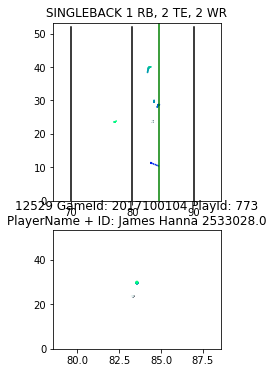 SINGLEBACK 1 RB, 2 TE, 2 WR
50
40
30
20
10
0
70 80 90
12529 GameId: 2017100104 PlayId: 773
PlayerName + ID: James Hanna 2533028.0
40
20
0
80.0 82.5 85.0 87.5